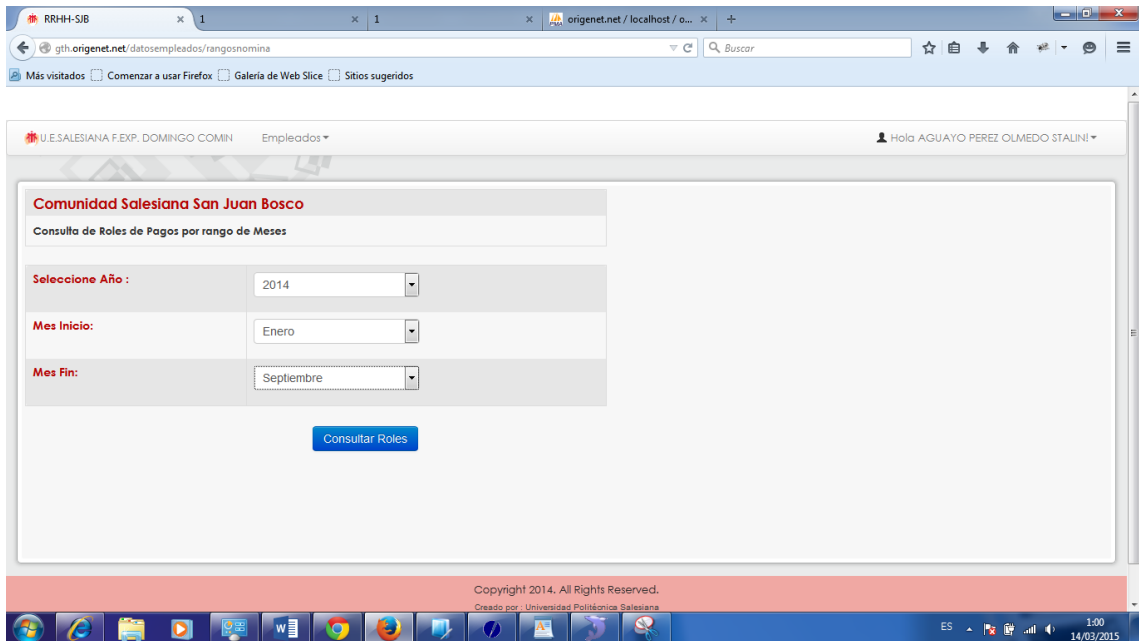 RRHH-SJB
1
1
origenet.net / localhost / o...
gth.origenet.net/datosempleados/rangosnomina
Buscar
Más visitados
Comenzar a usar Firefox
Galería de Web Slice
Sitios sugeridos
U.E.SALESIANA F.EXP. DOMINGO COMIN
Empleados
Hola AGUAYO PEREZ OLMEDO STALIN!
Comunidad Salesiana San Juan Bosco
Consulta de Roles de Pagos por rango de Meses
Seleccione Año :
2014
Mes Inicio:
Enero
Mes Fin:
Septiembre
Consultar Roles
Copyright 2014. All Rights Reserved.
Creado por : Universidad Politécnica Salesiana
ES
1:00
14/03/2015